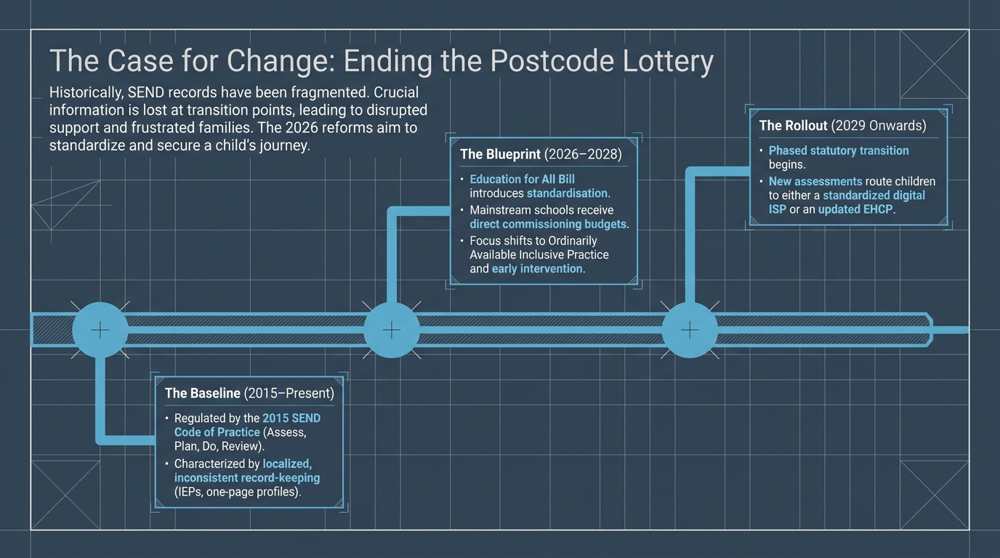 The Case for Change: Ending the Postcode Lottery
Historically, SEND records have been fragmented. Crucial
information is lost at transition points, leading to disrupted
support and frustrated families. The 2026 reforms aim to
standardize and secure a child's journey.
The Baseline (2015–Present)
• Regulated by the 2015 SEND
Code of Practice (Assess,
Plan, Do, Review).
• Characterized by localized,
inconsistent record-keeping
(IEPs, one-page profiles).
The Blueprint (2026–2028)
• Education for All Bill
introduces standardisation.
• Mainstream schools receive
direct commissioning budgets.
• Focus shifts to Ordinarily
Available Inclusive Practice
and early intervention.
The Rollout (2029 Onwards)
• Phased statutory transition
begins.
• New assessments route children
to either a standardized digital
ISP or an updated EHCP.